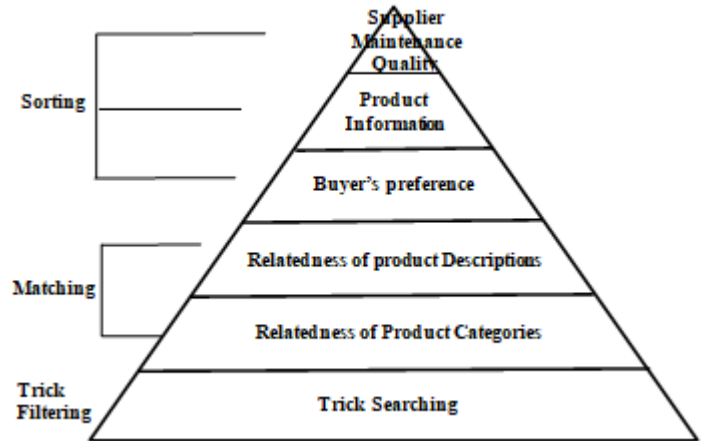 Supplier
Maintenance
Quality
Sorting
Product
Information
Buyer's preference
Relatedness of product Descriptions
Matching
Relatedness of Product Categories
Trick
Filtering
Trick Searching